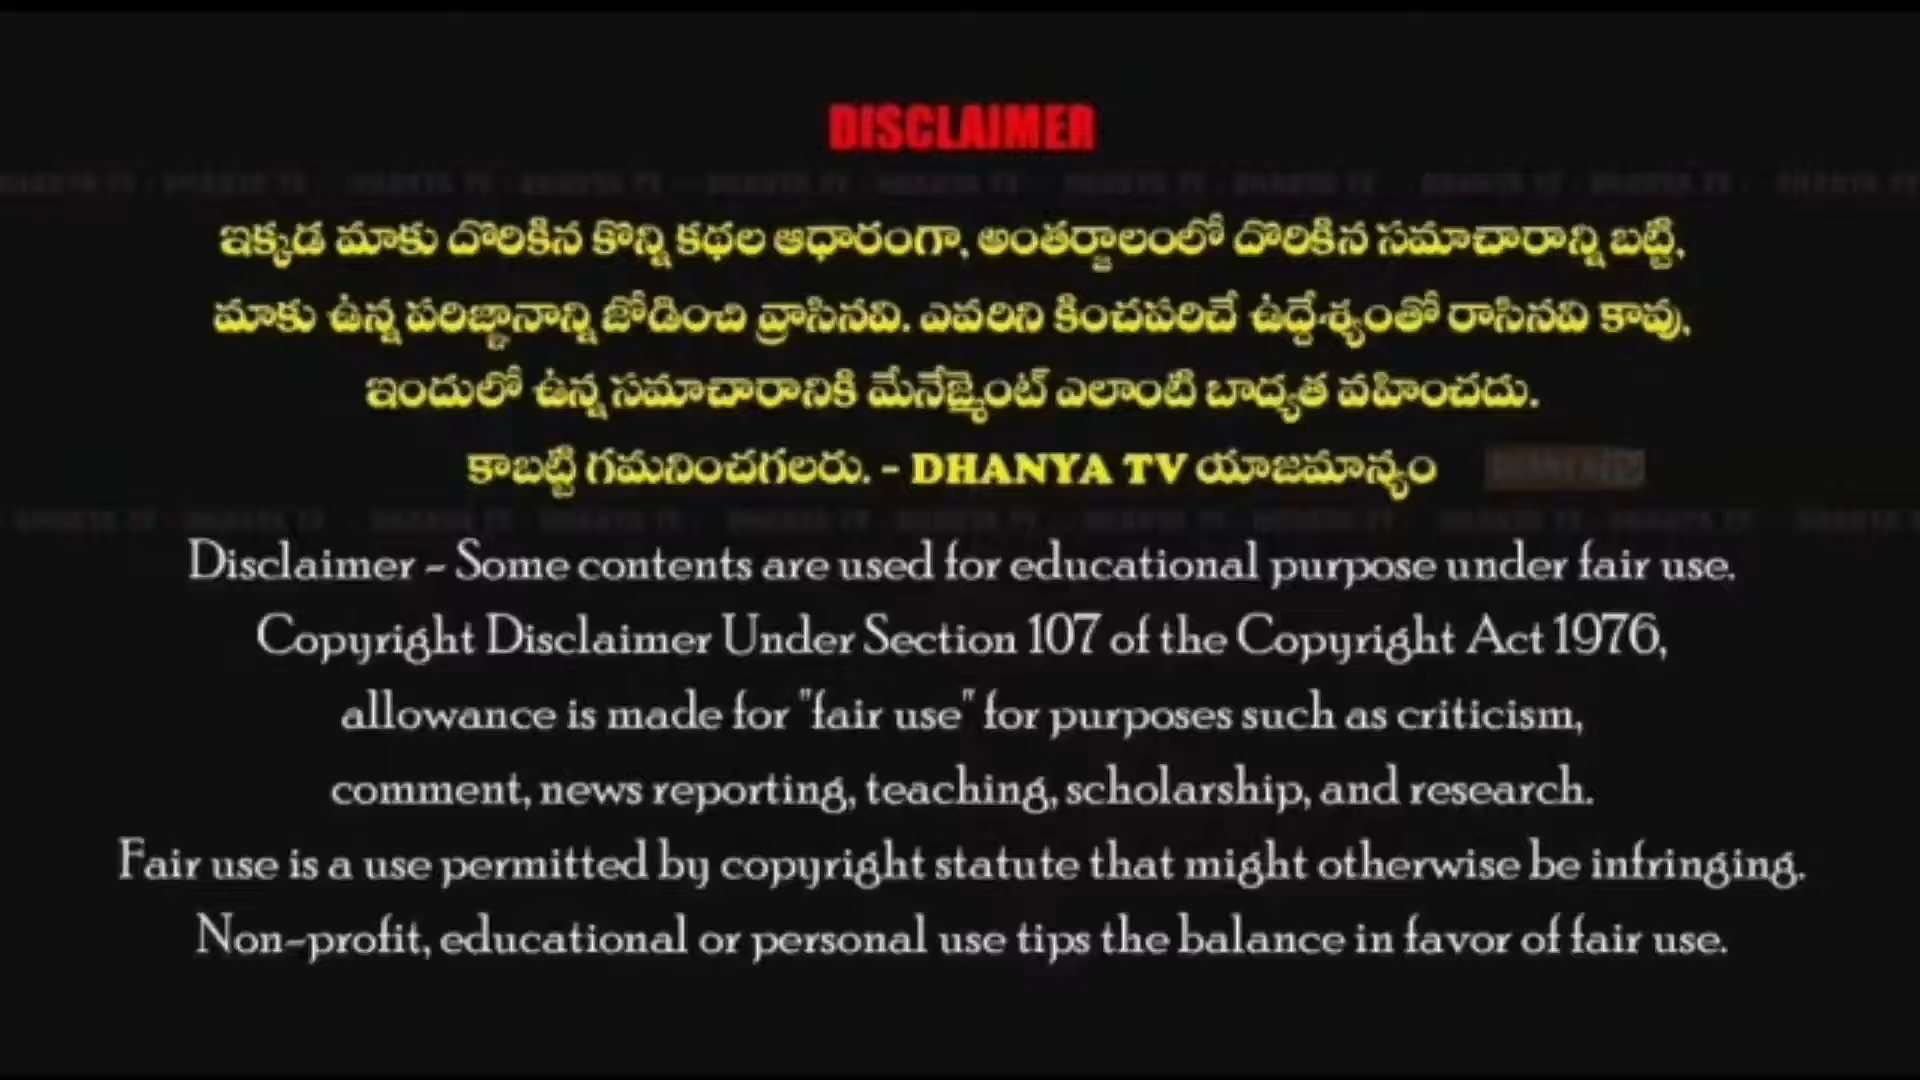 DISCLAIMER
ఇక్కడ మాకు దొరికిన కొన్ని కథల ఆధారంగా, అంతర్జాలంలో దొరికిన సమాచారాన్ని బట్టి,
మాకు ఉన్న పరిజ్ఞానాన్ని జోడించి వ్రాసినవి. ఎవరిని కించపరిచే ఉద్దేశ్యంతో రాసినవి కావు,
ఇందులో ఉన్న సమాచారానికి మేనేజ్మెంట్ ఎలాంటి బాద్యత వహించదు.
కాబట్టి గమనించగలరు. - DHANYA TV యాజమాన్యం
Disclaimer - Some contents are used for educational purpose under fair use.
Copyright Disclaimer Under Section 107 of the Copyright Act 1976,
allowance is made for "fair use" for purposes such as criticism,
comment, news reporting, teaching, scholarship, and research.
Fair use is a use permitted by copyright statute that might otherwise be infringing.
Non-profit, educational or personal use tips the balance in favor of fair use.